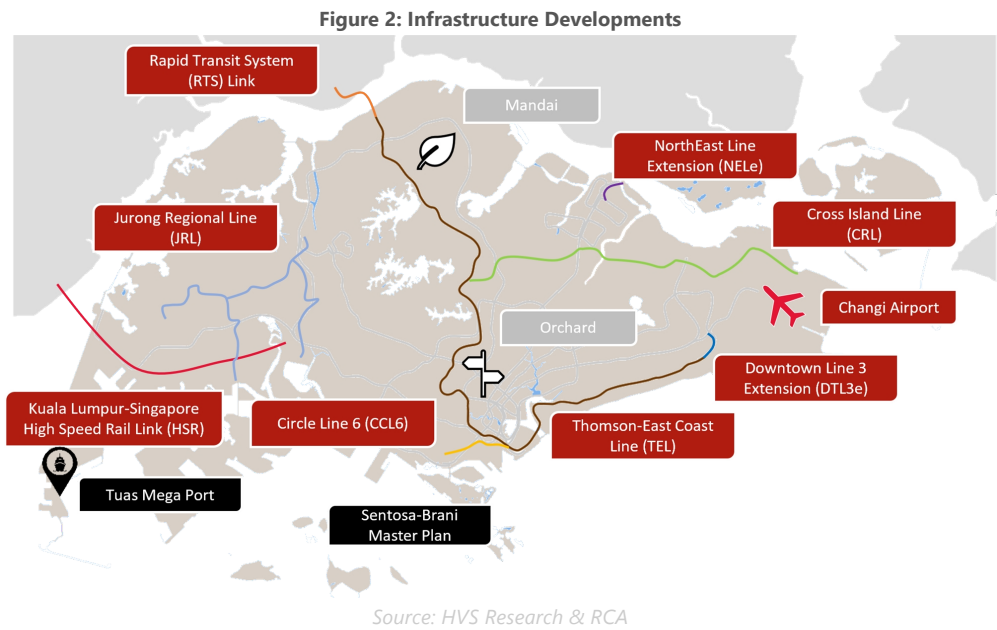 Figure 2: Infrastructure Developments
Rapid Transit System
(RTS) Link
Mandai
NorthEast Line
Extension (NELe)
Jurong Regional Line
(JRL)
Cross Island Line
(CRL)
Changi Airport
Orchard
Downtown Line 3
Extension (DTL3e)
Kuala Lumpur-Singapore
High Speed Rail Link (HSR)
Circle Line 6 (CCL6)
Thomson-East Coast
Line (TEL)
Tuas Mega Port
Sentosa-Brani
Master Plan
Source: HVS Research & RCA